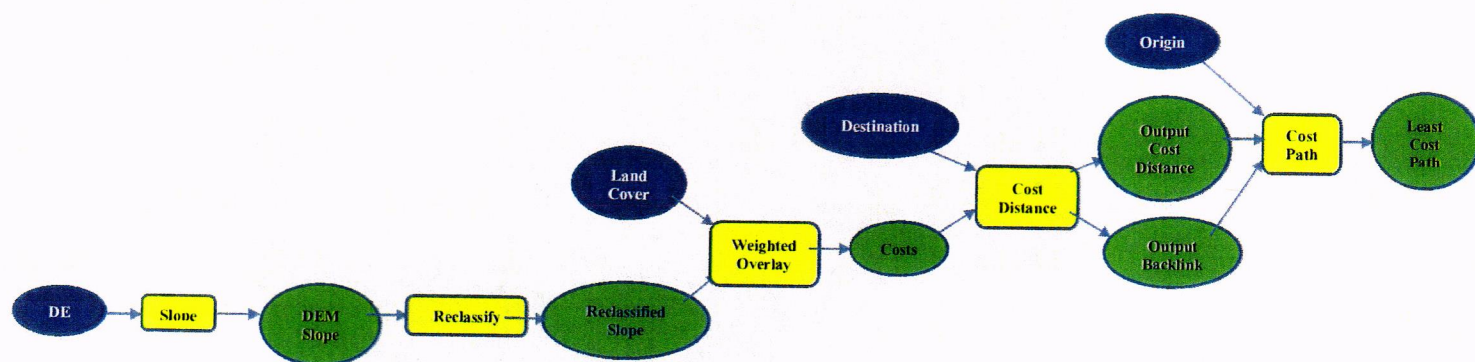 Origin
Destination
Output
Cost
Distance
Cost
Path
Least
Cost
Path
Land
Cover
Cost
Distance
Weighted
Overlay
Costs
Output
Backlink
DE
Slope
DEM
Slope
Reclassify
Reclassified
Slope